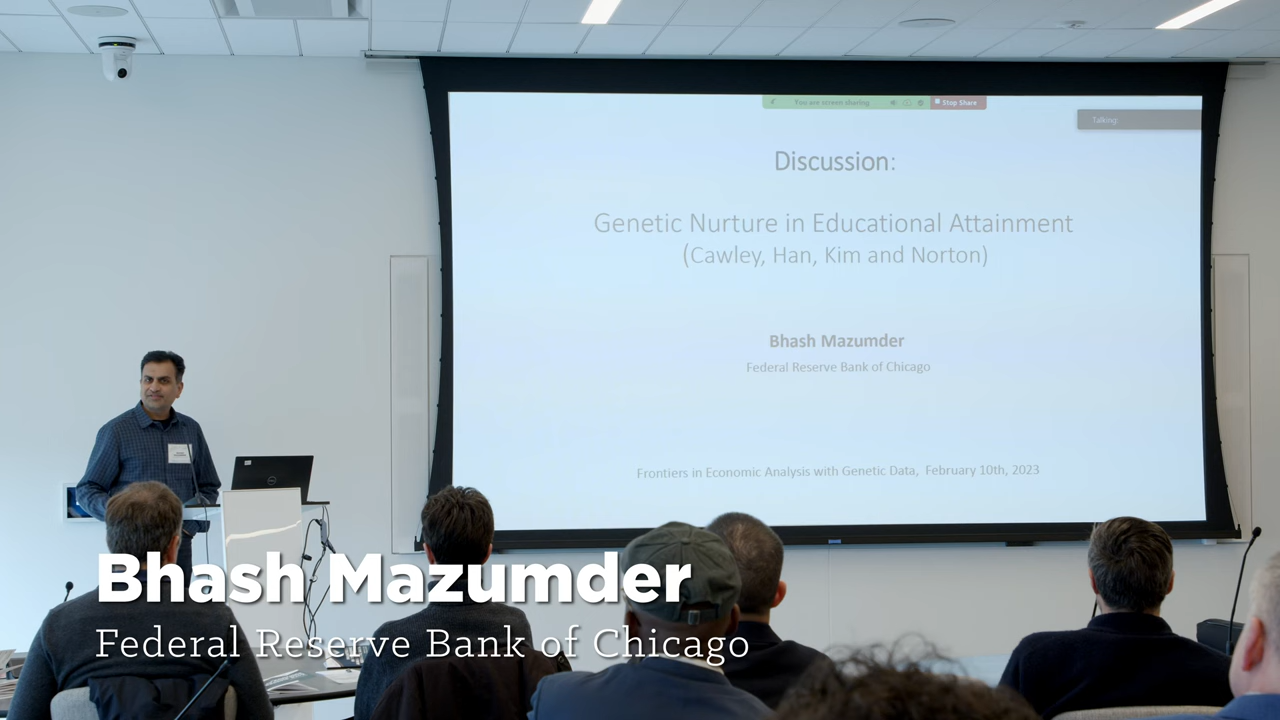 You are screen sharing
Stop Share
Talking:
Discussion:
Genetic Nurture in Educational Attainment
(Cawley, Han, Kim and Norton)
Bhash Mazumder
Federal Reserve Bank of Chicago
Frontiers in Economic Analysis with Genetic Data, February 10th, 2023
DELL
Bhash Mazumder
Federal Reserve Bank of Chicago